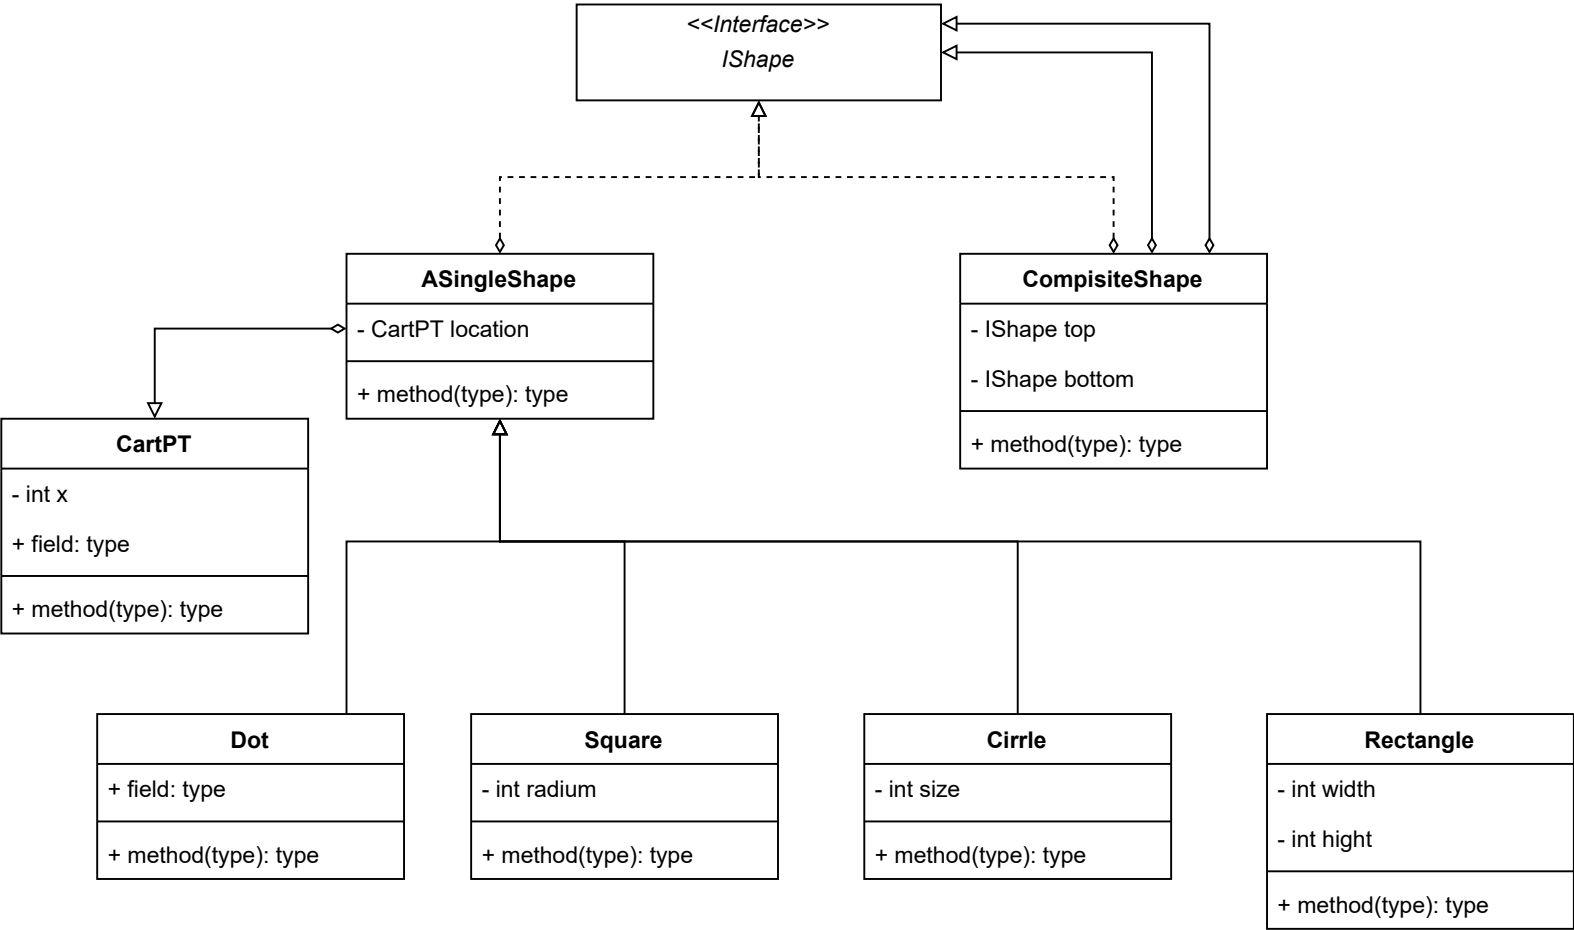 <<Interface>>
IShape
ASingleShape
- CartPT location
+ method(type): type
CompisiteShape
- IShape top
- IShape bottom
+ method(type): type
CartPT
- int x
+ field: type
+ method(type): type
Dot
+ field: type
+ method(type): type
Square
- int radium
+ method(type): type
Cirrle
- int size
+ method(type): type
Rectangle
- int width
- int hight
+ method(type): type